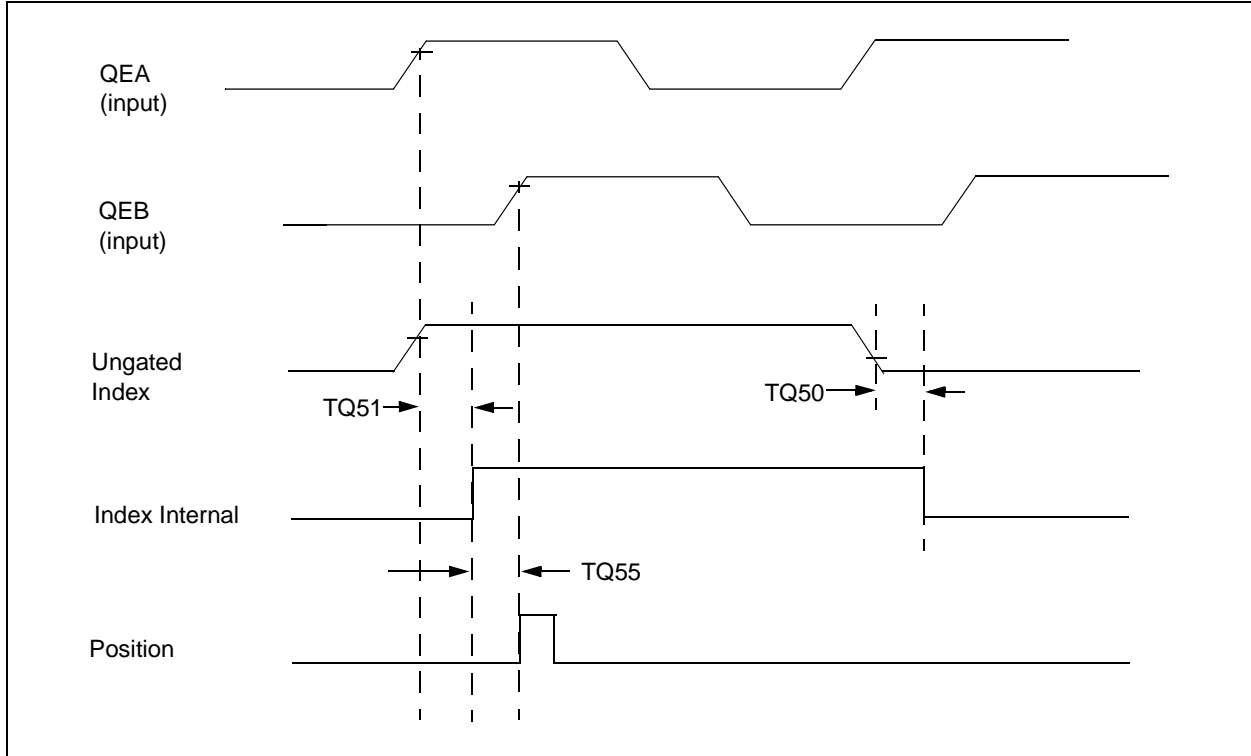 QEA
(input)
QEB
(input)
Ungated
Index
TQ51
TQ50
Index Internal
TQ55
Position